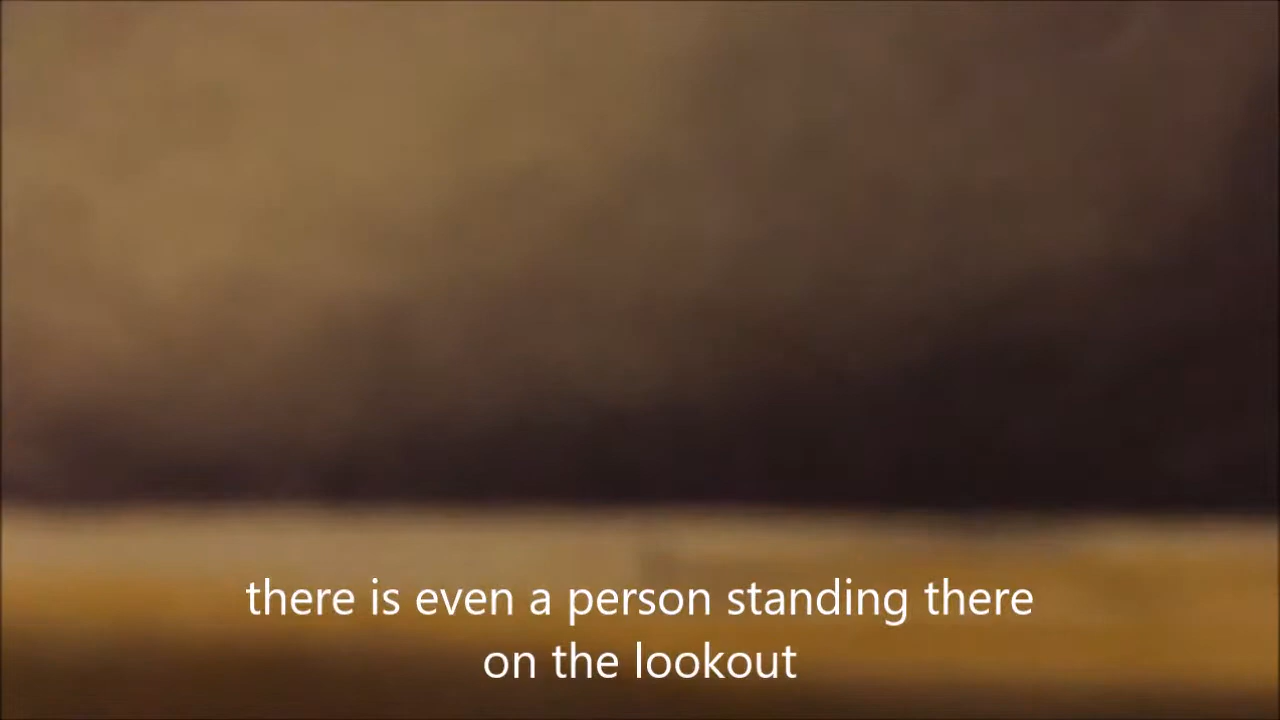 there is even a person standing there
on the lookout